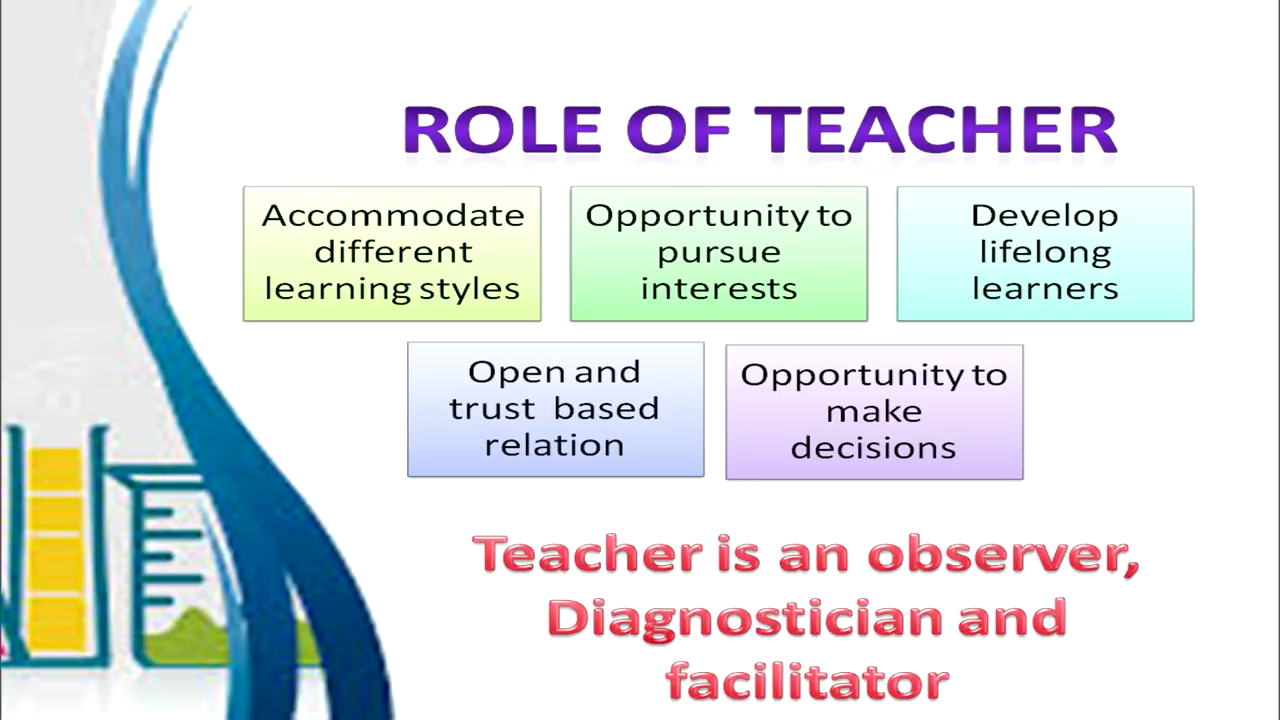 ROLE OF TEACHER
Accommodate
different
learning styles
Opportunity to
pursue
interests
Develop
lifelong
learners
Open and
trust based
relation
Opportunity to
make
decisions
Teacher is an observer,
Diagnostician and
facilitator